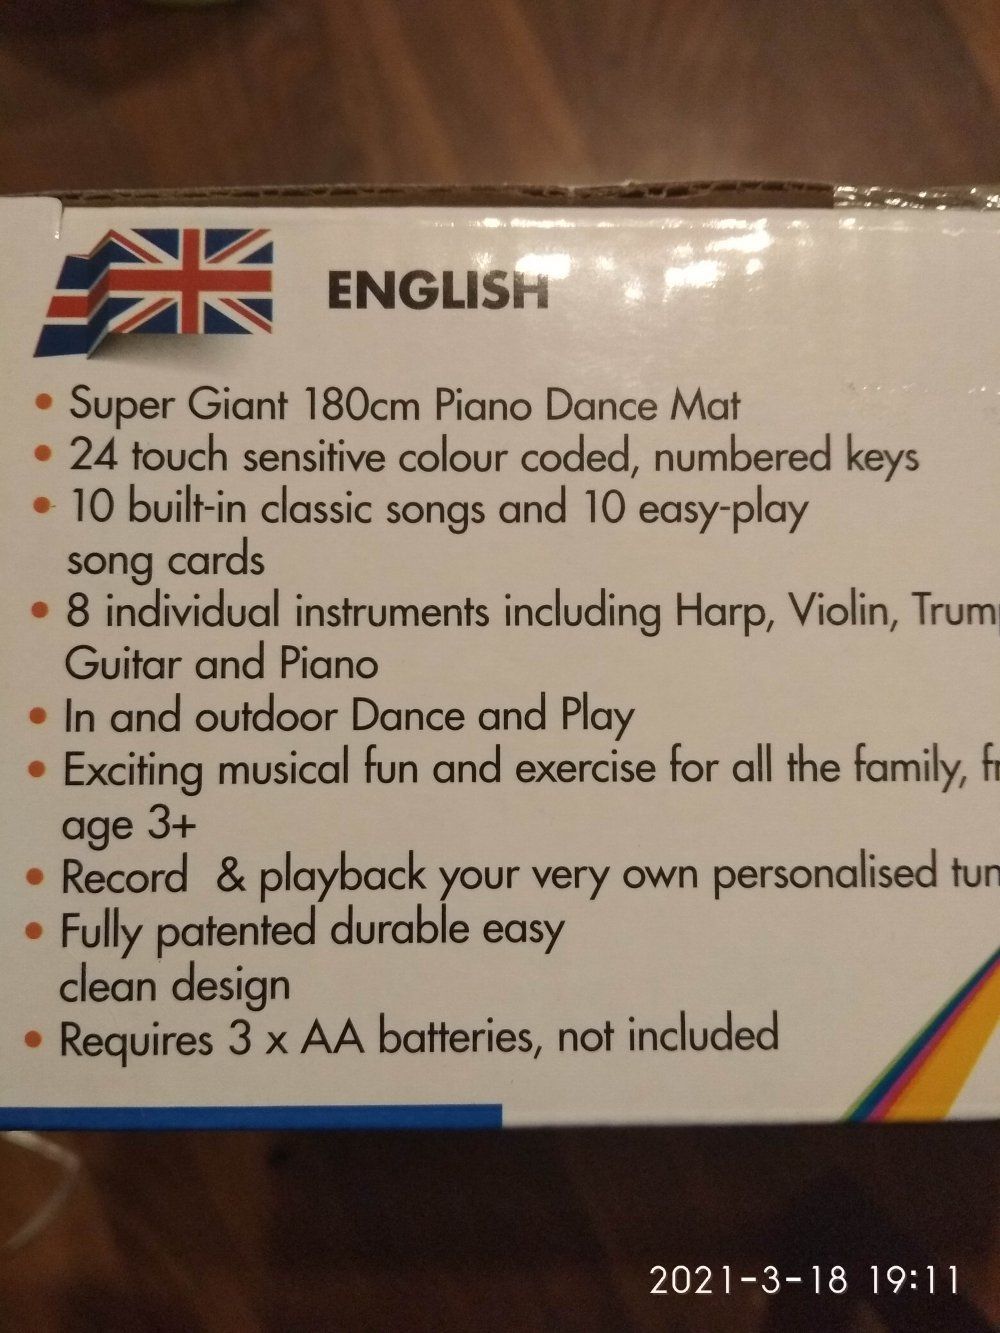 ENGLISH
• Super Giant 180cm Piano Dance Mat
• 24 touch sensitive colour coded, numbered keys
• 10 built-in classic songs and 10 easy-play
song cards
• 8 individual instruments including Harp, Violin,
Guitar and Piano
• In and outdoor Dance and Play
• Exciting musical fun and exercise for all the family,
age 3+
• Record & playback your very own personalised
• Fully patented durable easy
clean design
• Requires 3 x AA batteries, not included
2021-3-18 19:11